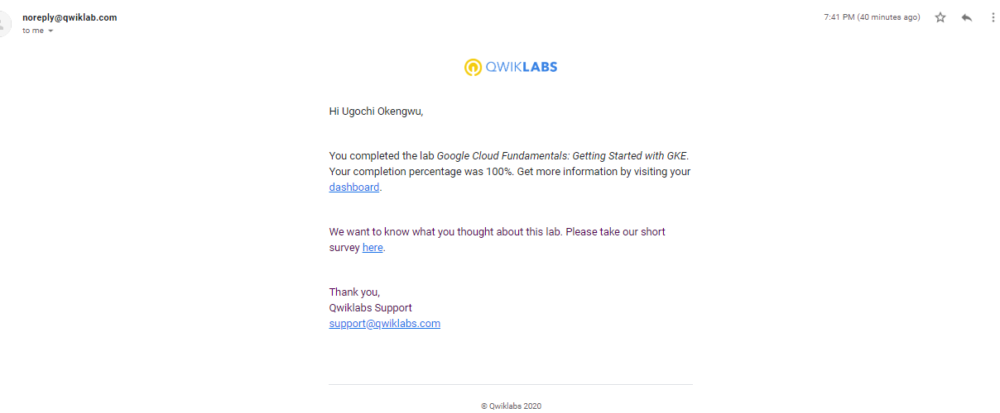 noreply@qwiklab.com
7:41 PM (40 minutes ago)
to me
QWIKLABS
Hi Ugochi Okengwu,
You completed the lab Google Cloud Fundamentals: Getting Started with GKE.
Your completion percentage was 100%. Get more information by visiting your
dashboard.
We want to know what you thought about this lab. Please take our short
survey here.
Thank you,
Qwiklabs Support
support@qwiklabs.com
© Qwiklabs 2020